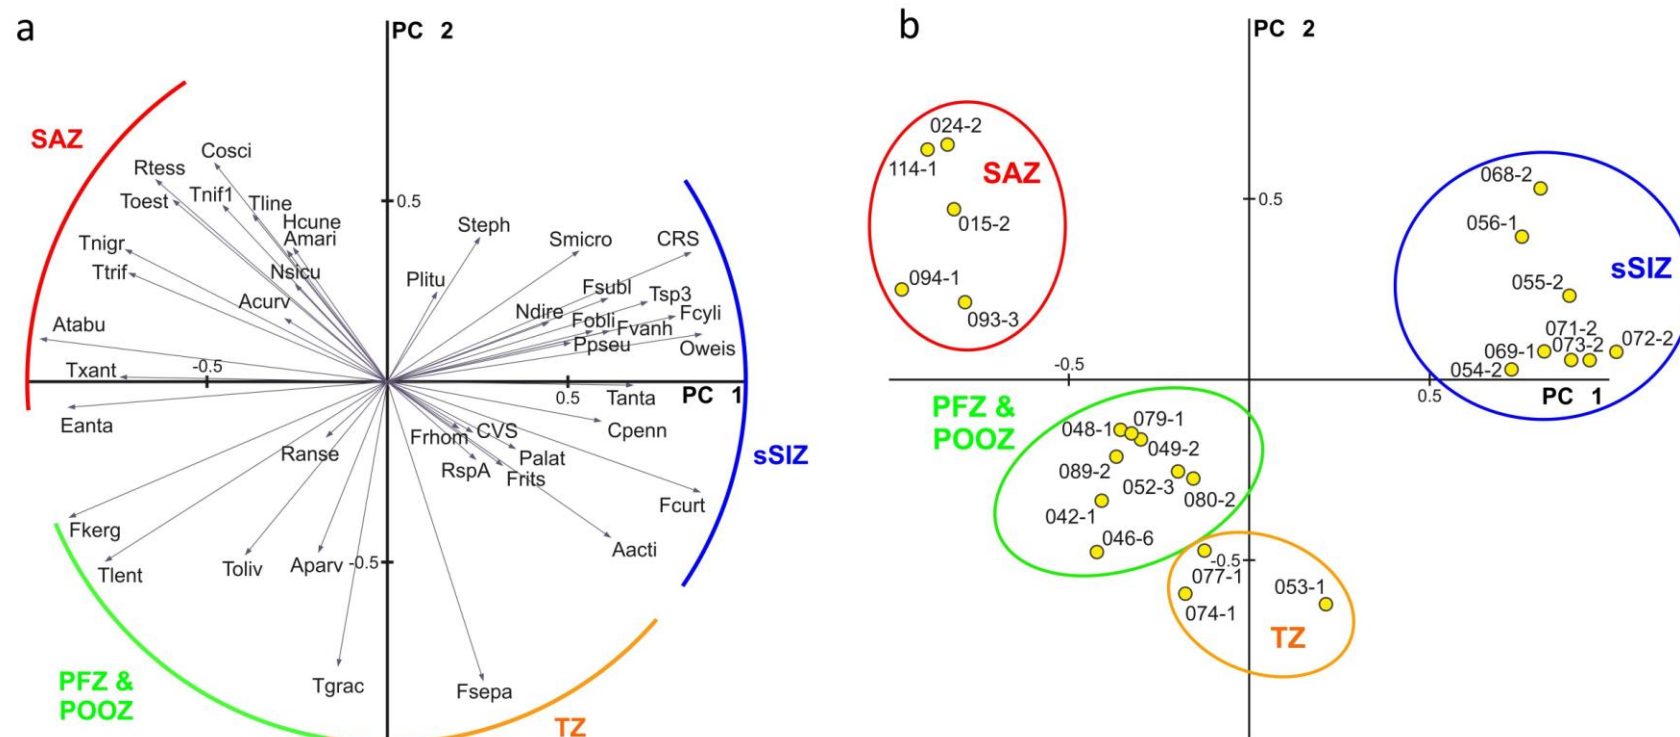 a
PC 2
SAZ
Cosci
Rtess
Tnif1
Toest
Tline
Hcune
Amari
Tnigr
Ttrif
Nsicu
Acurv
Atabu
Txant
-0.5
Eanta
Ranse
Fkerg
Tlent
Toliv
Aparv
-0.5
Tgrac
Fsepa
PFZ &
POOZ
TZ
0.5
Steph
Smicro
CRS
Plitu
Fsubl
Tsp3
Ndire
Fobli
Fvanh
Fcyli
Ppseu
Oweis
0.5
Tanta
PC 1
Frhom
CVS
Cpenn
RspA
Palat
Frits
sSIZ
Fcurt
Aacti
b
PC 2
024-2
114-1
SAZ
015-2
094-1
093-3
0.5
068-2
056-1
sSIZ
055-2
071-2
069-1
073-2
072-2
054-2
-0.5
0.5
PC 1
PFZ &
POOZ
048-1
079-1
049-2
089-2
052-3
080-2
042-1
046-6
-0.5
077-1
074-1
053-1
TZ